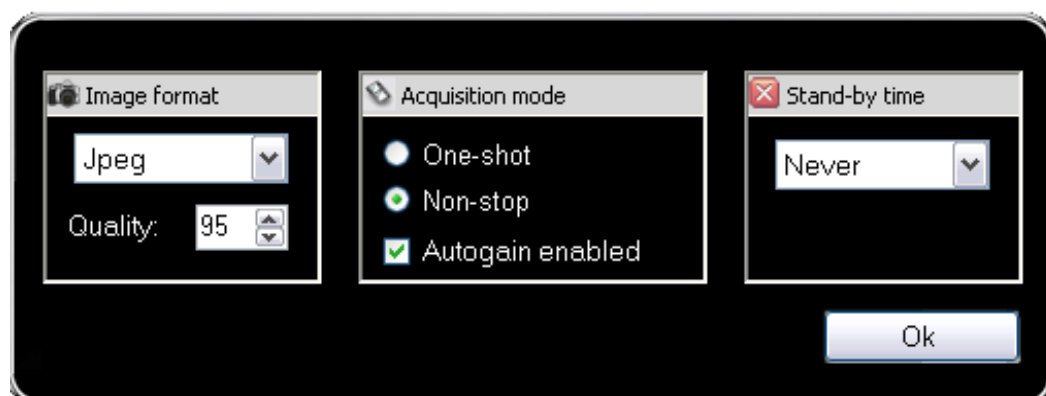 Image format
Jpeg
Quality: 95
Acquisition mode
One-shot
Non-stop
Autogain enabled
Stand-by time
Never
Ok